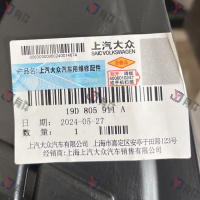 上汽大众
SAIC VOLKSWAGEN
上汽大众汽车用维修配件
19D 805 911 A
日期: 2024-05-27
数量: 1
1
上汽大众汽车有限公司 上海市嘉定区安亭于田路123号
经销商:上海上汽大众汽车销售有限公司